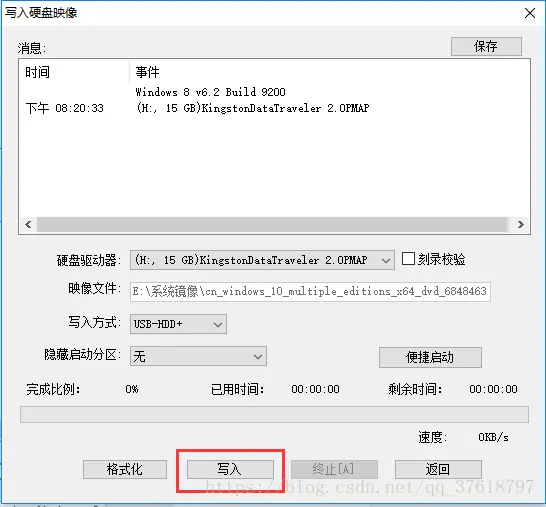 写入硬盘映像
消息:
保存
时间 事件
Windows 8 v6.2 Build 9200
下午 08:20:33 (H:, 15 GB)KingstonDataTraveler 2.0PMAP
硬盘驱动器: (H:, 15 GB)KingstonDataTraveler 2.0PMAP 刻录校验
映像文件: E:\系统镜像\cn_windows_10_multiple_editions_x64_dvd_6848463
写入方式: USB-HDD+
隐藏启动分区: 无 便捷启动
完成比例: 0% 已用时间: 00:00:00 剩余时间: 00:00:00
速度: 0KB/s
格式化 写入 终止[A] 返回
https://blog.csdn.net/qq_37618797